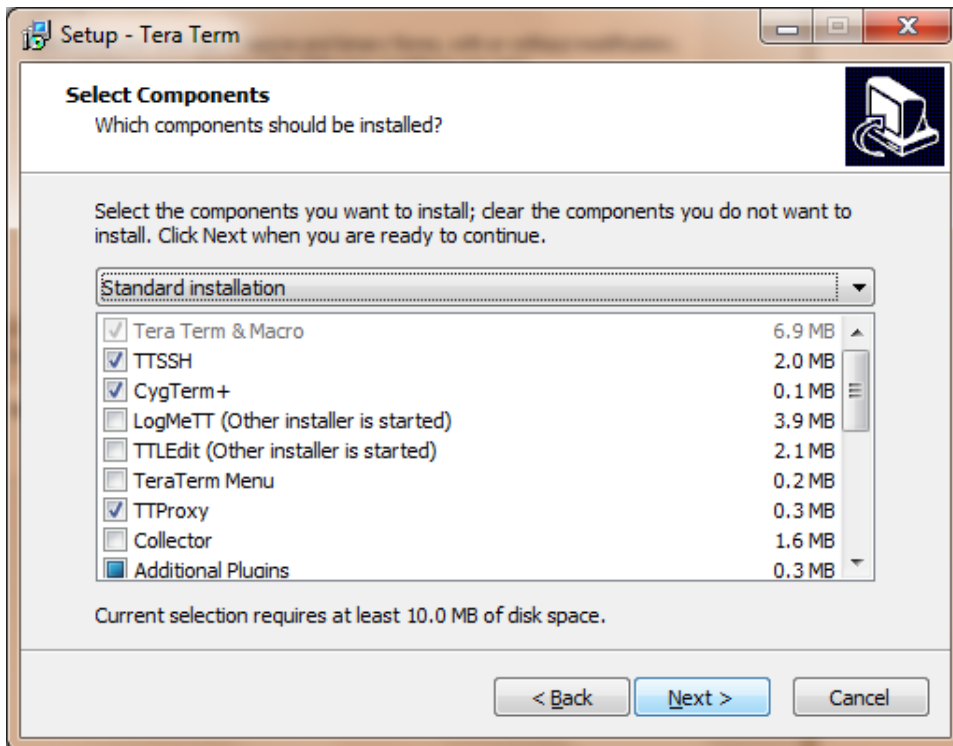 Setup - Tera Term
Select Components
Which components should be installed?
Select the components you want to install; clear the components you do not want to
install. Click Next when you are ready to continue.
Standard installation
Tera Term & Macro 6.9 MB
TTSSH 2.0 MB
CygTerm+ 0.1 MB
LogMeTT (Other installer is started) 3.9 MB
TTLEdit (Other installer is started) 2.1 MB
TeraTerm Menu 0.2 MB
TTProxy 0.3 MB
Collector 1.6 MB
Additional Plugins 0.3 MB
Current selection requires at least 10.0 MB of disk space.
< Back Next > Cancel